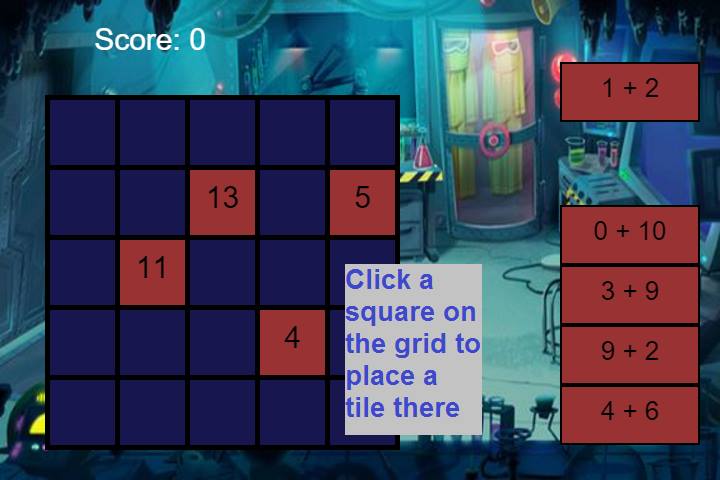 Score: 0
1 + 2
13
5
0 + 10
11
Click a
square on
the grid to
place a
tile there
3 + 9
4
9 + 2
4 + 6